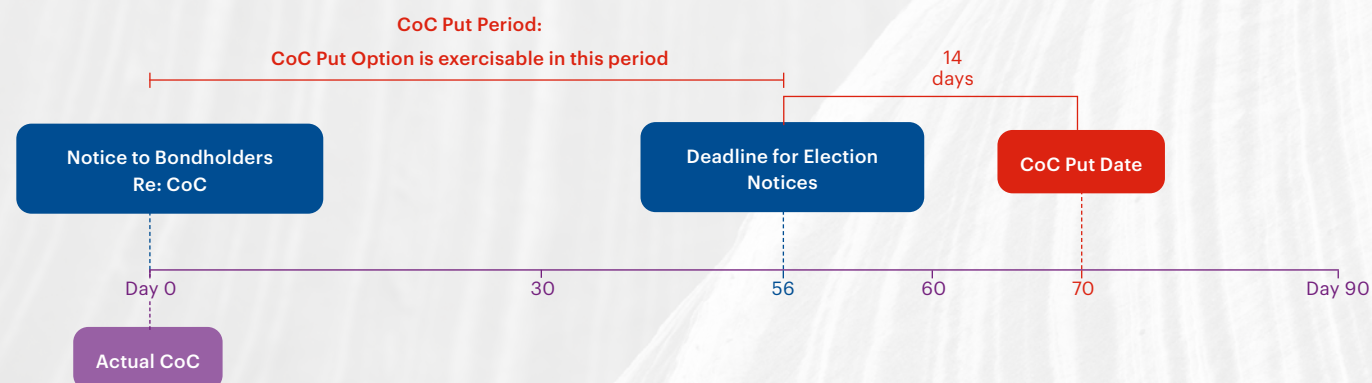 CoC Put Period:
CoC Put Option is exercisable in this period
14
days
Notice to Bondholders
Re: CoC
Deadline for Election
Notices
CoC Put Date
Day 0
30
56
60
70
Day 90
Actual CoC